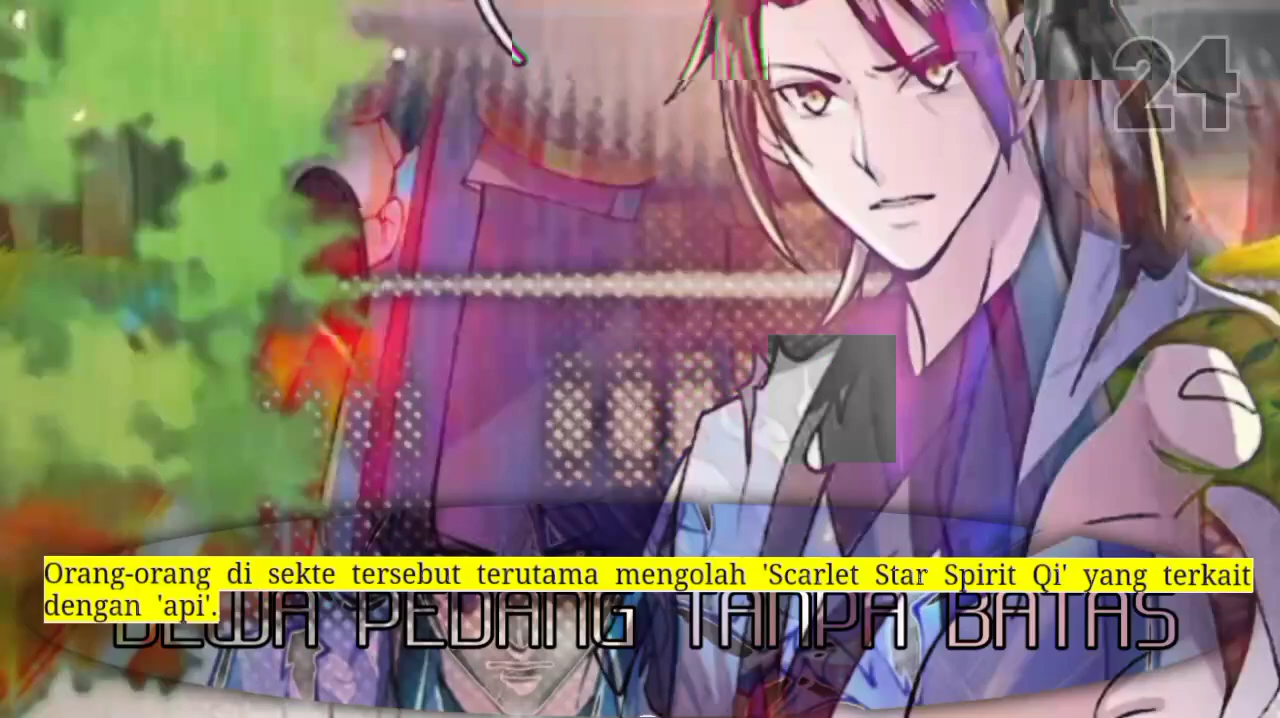 24
Orang-orang di sekte tersebut terutama mengolah 'Scarlet Star Spirit Qi' yang terkait
dengan 'api'.
DEWA PEDANG TANPA BATAS